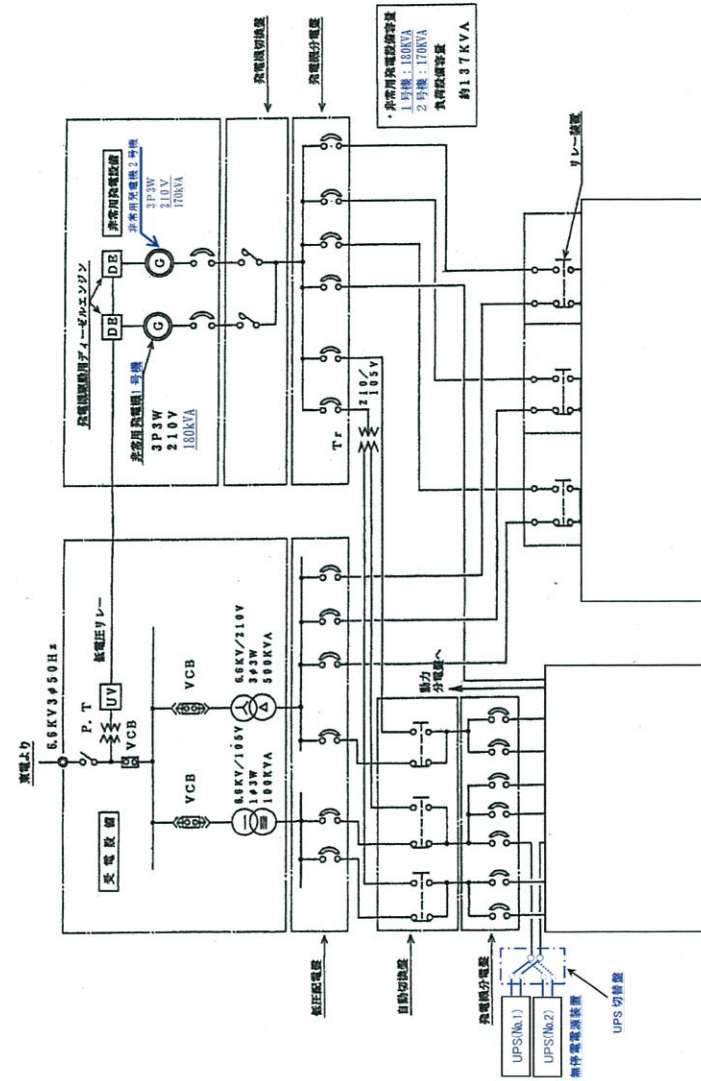 東電より
6.6KV3φ50Hz
P.T
低電圧リレー
UV
VCB
受電設備
VCB
VCB
6.6KV/105V
1φ3W
100KVA
6.6KV/210V
3φ3W
500KVA
発電機駆動用ディーゼルエンジン
DE
DE
非常用発電設備
G
G
非常用発電機1号機
3P3W
210V
180kVA
非常用発電機2号機
3P3W
210V
170kVA
発電機切換盤
発電機分電盤
Tr
210/
105V
・非常用発電設備容量
1号機:180KVA
2号機:170KVA
負荷設備容量
約137KVA
低圧配電盤
自動切換盤
動力
分電盤へ
発電機分電盤
リレー装置
UPS(No.1)
UPS(No.2)
無停電電源装置
UPS 切替盤